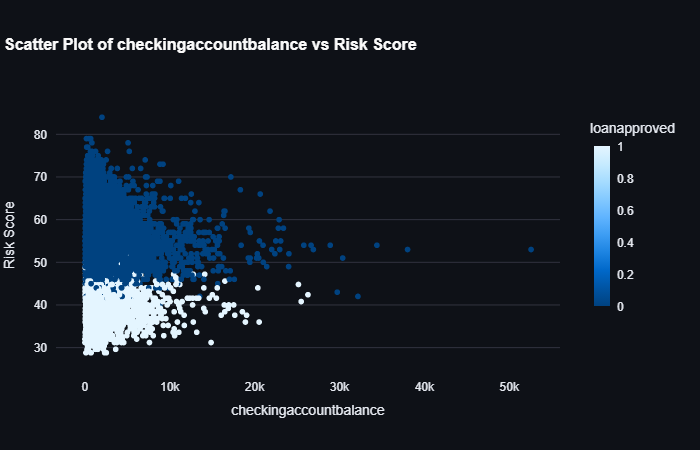 Scatter Plot of checkingaccountbalance vs Risk Score
loanapproved
1
0.8
0.6
0.4
0.2
0
Risk Score
80
70
60
50
40
30
0
10k
20k
30k
40k
50k
checkingaccountbalance